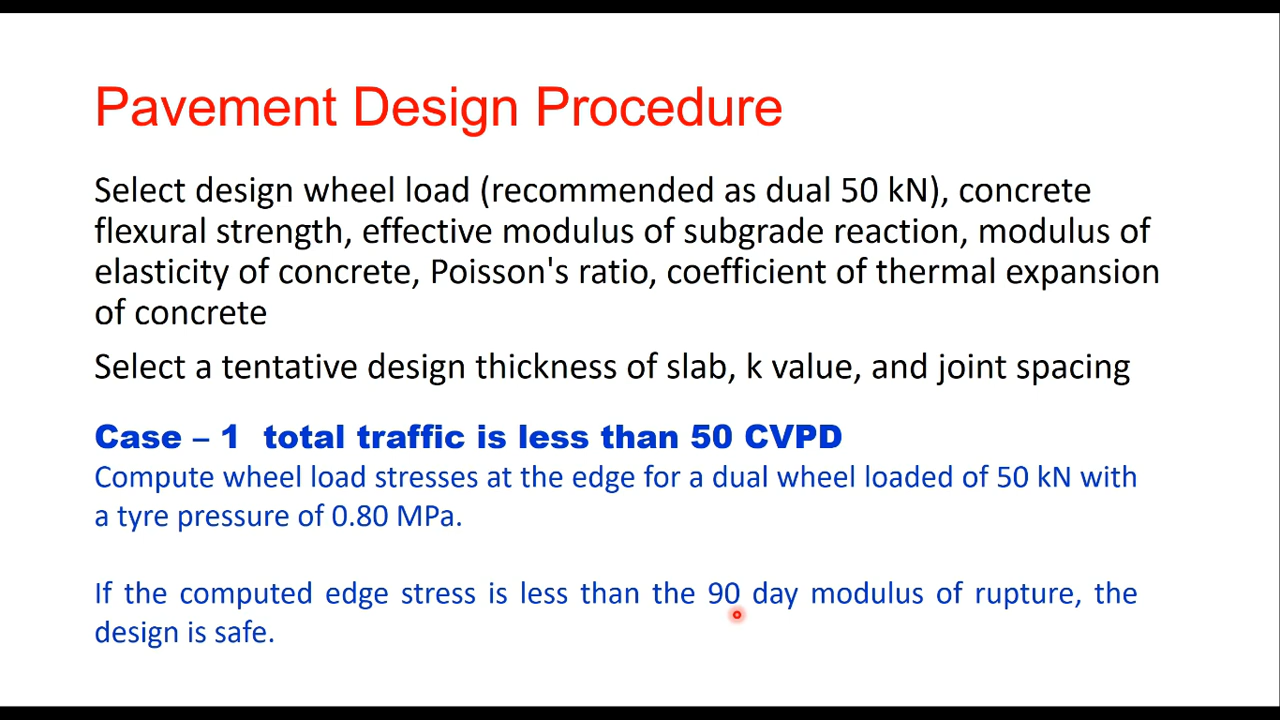 Pavement Design Procedure
Select design wheel load (recommended as dual 50 kN), concrete
flexural strength, effective modulus of subgrade reaction, modulus of
elasticity of concrete, Poisson's ratio, coefficient of thermal expansion
of concrete
Select a tentative design thickness of slab, k value, and joint spacing
Case – 1 total traffic is less than 50 CVPD
Compute wheel load stresses at the edge for a dual wheel loaded of 50 kN with
a tyre pressure of 0.80 MPa.
If the computed edge stress is less than the 90 day modulus of rupture, the
design is safe.